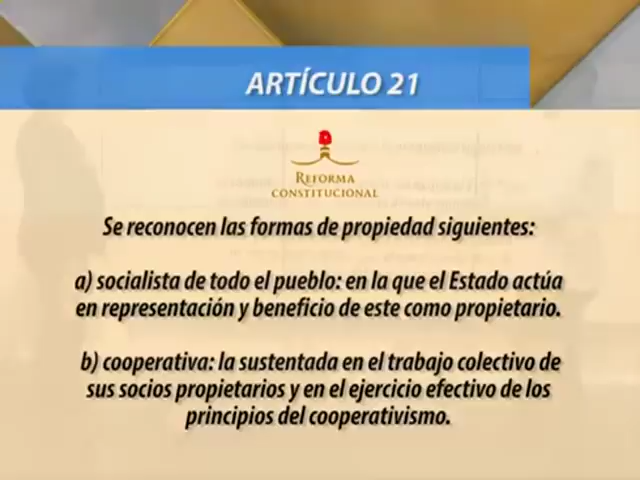 ARTÍCULO 21
REFORMA
CONSTITUCIONAL
Se reconocen las formas de propiedad siguientes:
a) socialista de todo el pueblo: en la que el Estado actúa
en representación y beneficio de este como propietario.
b) cooperativa: la sustentada en el trabajo colectivo de
sus socios propietarios y en el ejercicio efectivo de los
principios del cooperativismo.